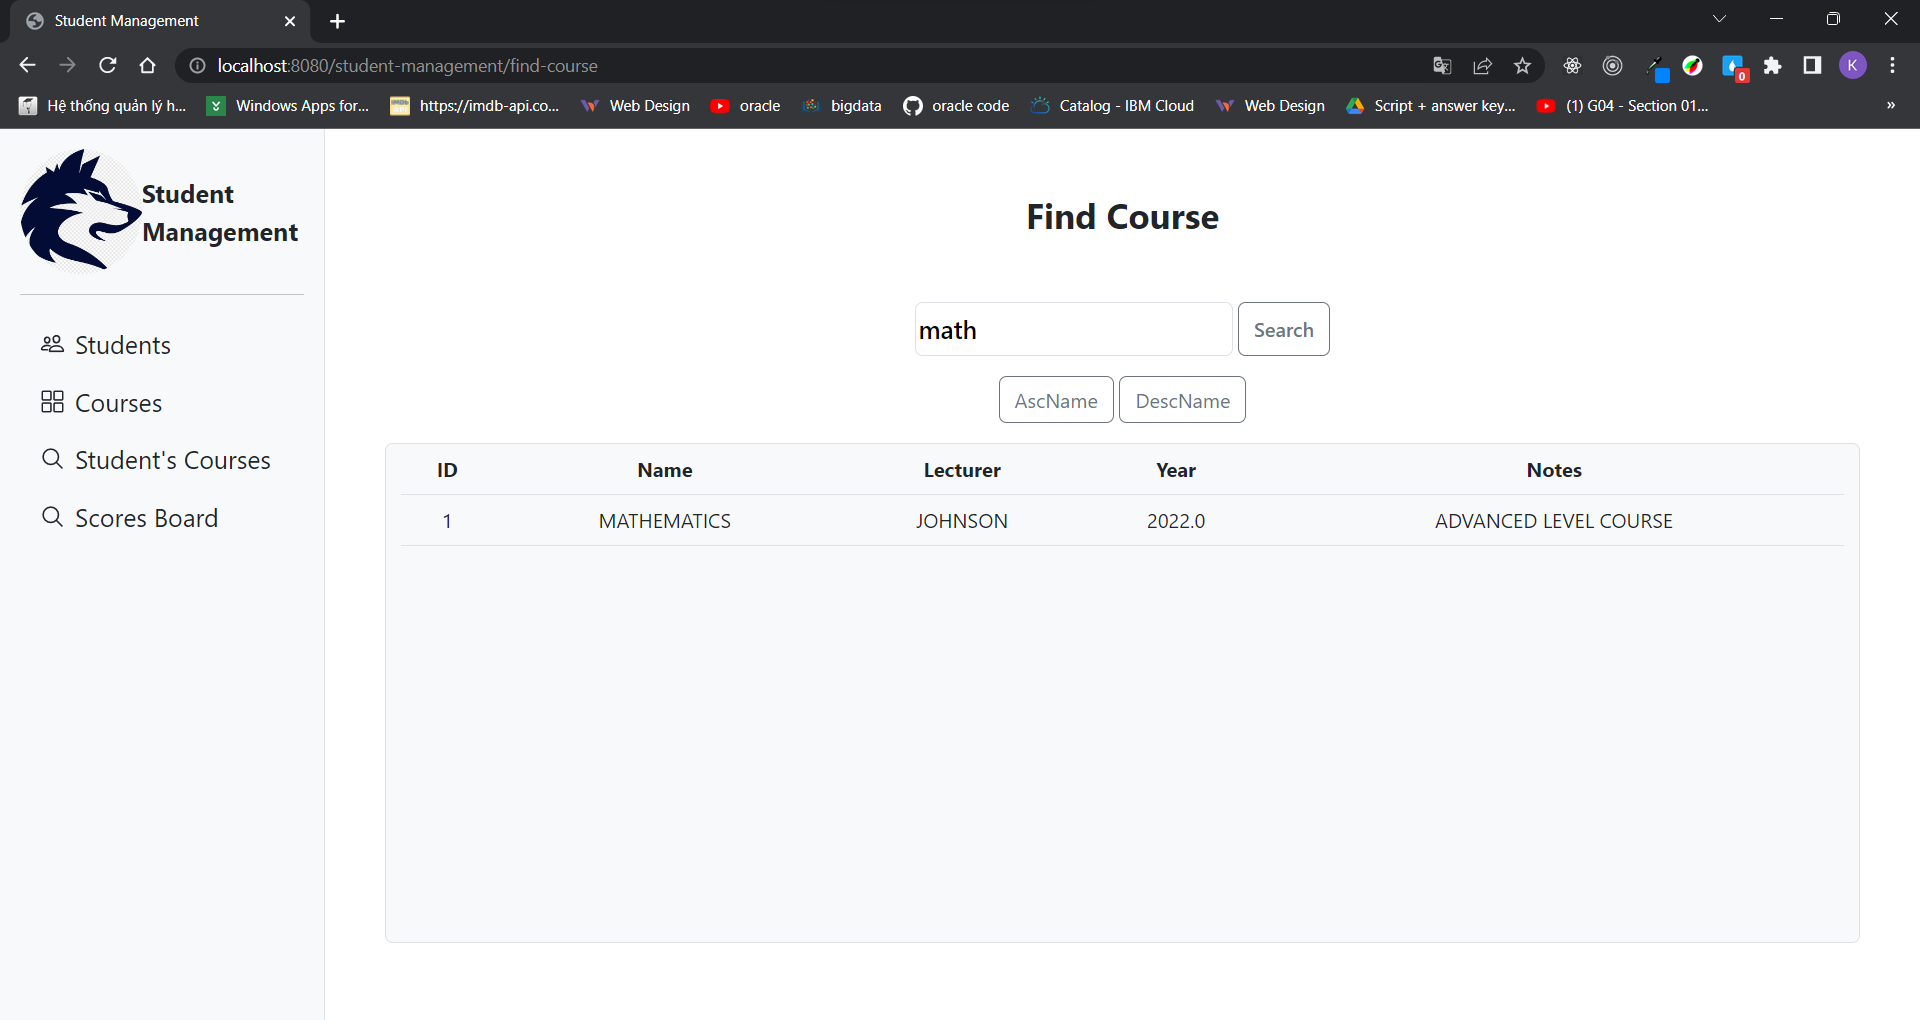 Student Management
localhost:8080/student-management/find-course
K
0
Hệ thống quản lý h... Windows Apps for... https://imdb-api.co... Web Design oracle bigdata oracle code Catalog - IBM Cloud Web Design Script + answer key... (1) G04 - Section 01... »
Student
Management
Students
Courses
Student's Courses
Scores Board
Find Course
math Search
AscName DescName
ID Name Lecturer Year Notes
1 MATHEMATICS JOHNSON 2022.0 ADVANCED LEVEL COURSE